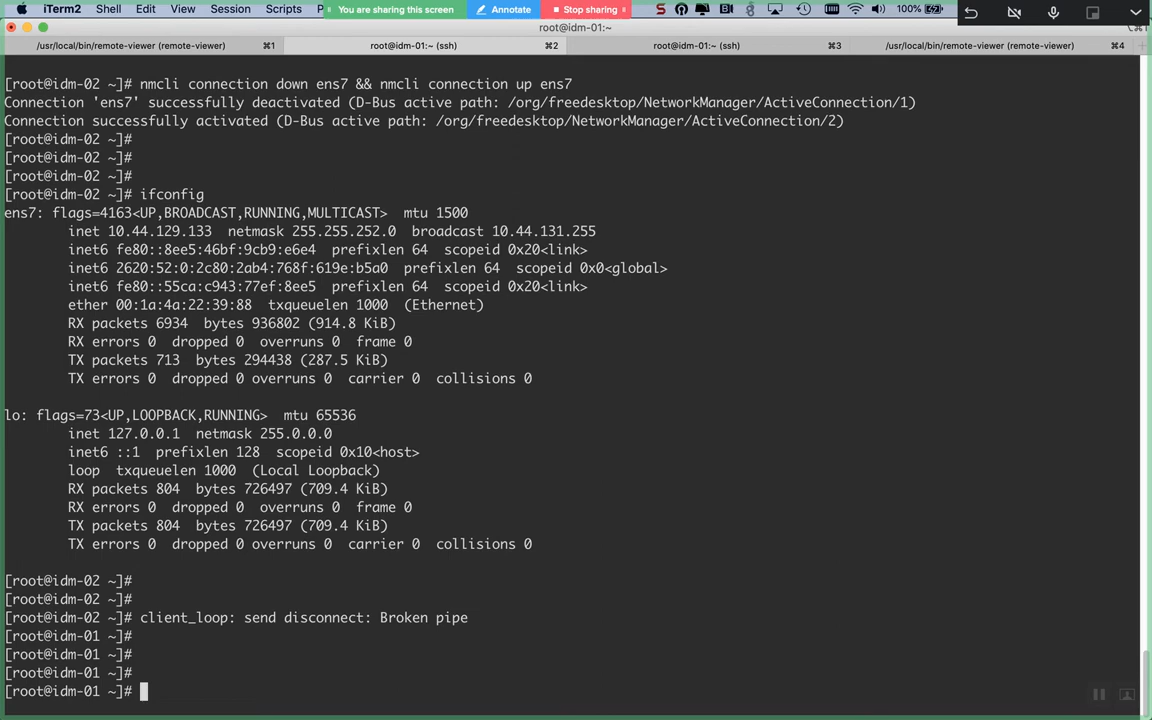 iTerm2 Shell Edit View Session Scripts P You are sharing this screen Annotate Stop sharing 100%
root@idm-01:~ (ssh)
/usr/local/bin/remote-viewer (remote-viewer) ⌘1 root@idm-01:~ (ssh) ⌘2 root@idm-01:~ (ssh) ⌘3 /usr/local/bin/remote-viewer (remote-viewer) ⌘4
[root@idm-02 ~]# nmcli connection down ens7 && nmcli connection up ens7
Connection 'ens7' successfully deactivated (D-Bus active path: /org/freedesktop/NetworkManager/ActiveConnection/1)
Connection successfully activated (D-Bus active path: /org/freedesktop/NetworkManager/ActiveConnection/2)
[root@idm-02 ~]#
[root@idm-02 ~]#
[root@idm-02 ~]#
[root@idm-02 ~]# ifconfig
ens7: flags=4163<UP,BROADCAST,RUNNING,MULTICAST>  mtu 1500
inet 10.44.129.133  netmask 255.255.252.0  broadcast 10.44.131.255
inet6 fe80::8ee5:46bf:9cb9:e6e4  prefixlen 64  scopeid 0x20<link>
inet6 2620:52:0:2c80:2ab4:768f:619e:b5a0  prefixlen 64  scopeid 0x0<global>
inet6 fe80::55ca:c943:77ef:8ee5  prefixlen 64  scopeid 0x20<link>
ether 00:1a:4a:22:39:88  txqueuelen 1000  (Ethernet)
RX packets 6934  bytes 936802 (914.8 KiB)
RX errors 0  dropped 0  overruns 0  frame 0
TX packets 713  bytes 294438 (287.5 KiB)
TX errors 0  dropped 0 overruns 0  carrier 0  collisions 0
lo: flags=73<UP,LOOPBACK,RUNNING>  mtu 65536
inet 127.0.0.1  netmask 255.0.0.0
inet6 ::1  prefixlen 128  scopeid 0x10<host>
loop  txqueuelen 1000  (Local Loopback)
RX packets 804  bytes 726497 (709.4 KiB)
RX errors 0  dropped 0  overruns 0  frame 0
TX packets 804  bytes 726497 (709.4 KiB)
TX errors 0  dropped 0 overruns 0  carrier 0  collisions 0
[root@idm-02 ~]#
[root@idm-02 ~]#
[root@idm-02 ~]# client_loop: send disconnect: Broken pipe
[root@idm-01 ~]#
[root@idm-01 ~]#
[root@idm-01 ~]#
[root@idm-01 ~]#